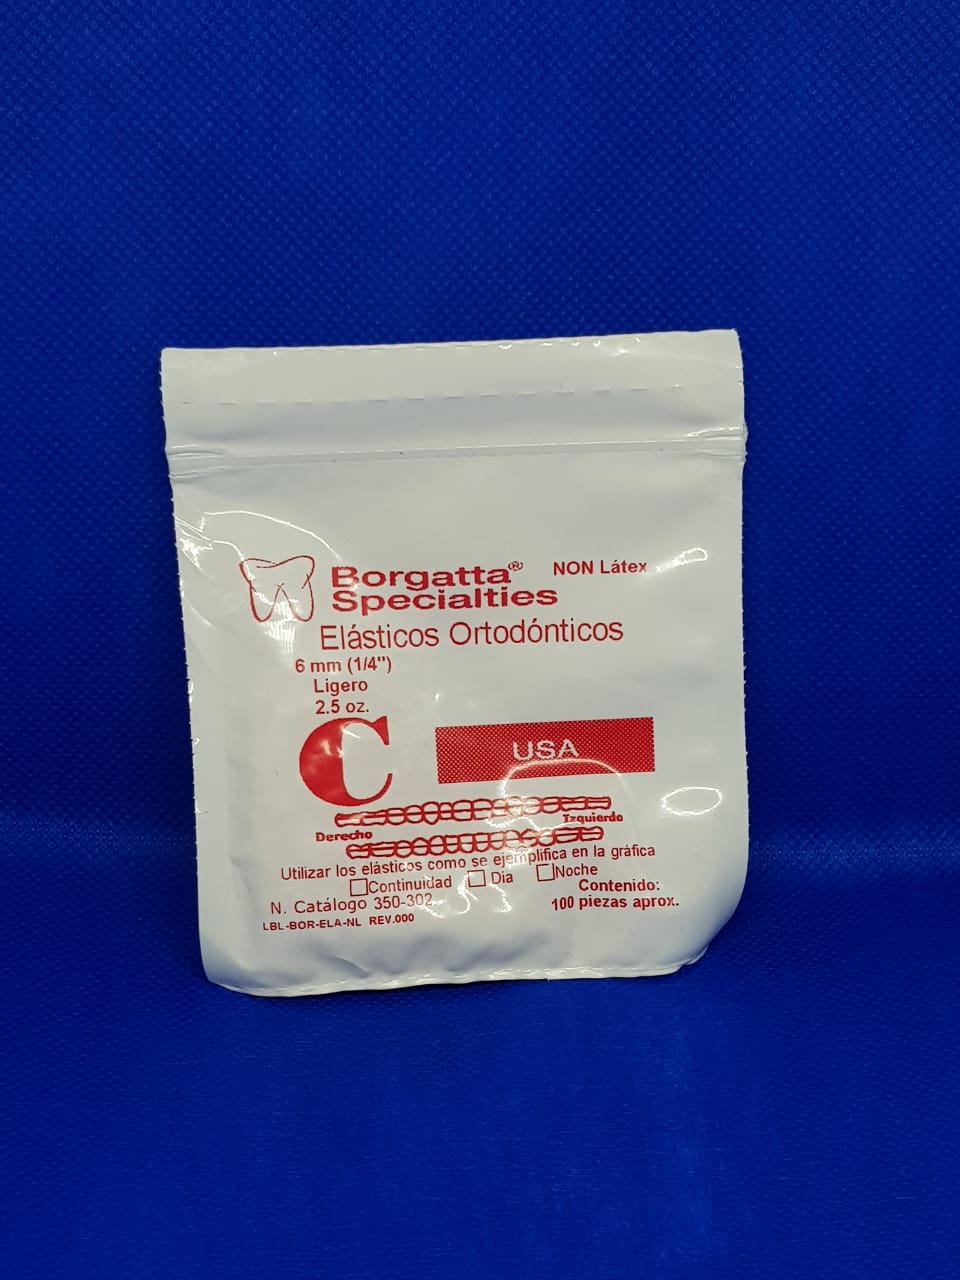 Borgatta® NON Látex
Specialties
Elásticos Ortodónticos
6 mm (1/4")
Ligero
2.5 oz.
C
USA
Derecho Izquierdo
Utilizar los elásticos como se ejemplifica en la gráfica
Continuidad Dia Noche
N. Catálogo 350-302
Contenido:
100 piezas aprox.
LBL-BOR-ELA-NL REV.000